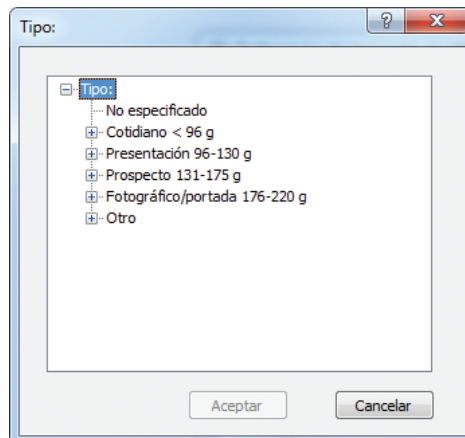 Tipo:
Tipo:
No especificado
Cotidiano < 96 g
Presentación 96-130 g
Prospecto 131-175 g
Fotográfico/portada 176-220 g
Otro
Aceptar
Cancelar